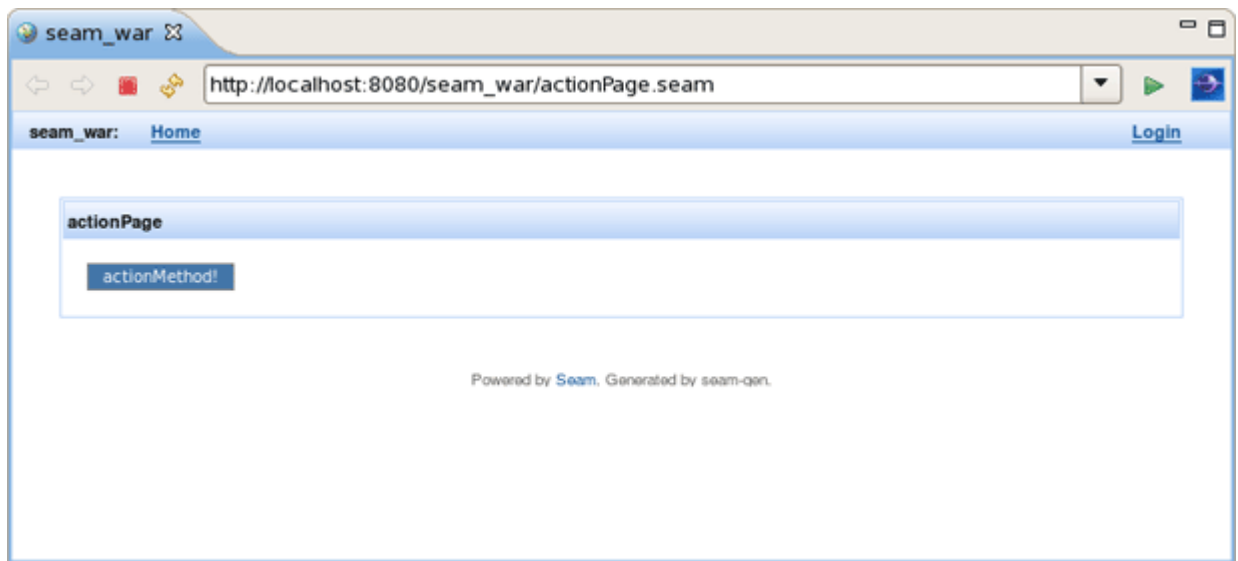 seam_war
http://localhost:8080/seam_war/actionPage.seam
seam_war: Home Login
actionPage
actionMethod!
Powered by Seam. Generated by seam-gen.